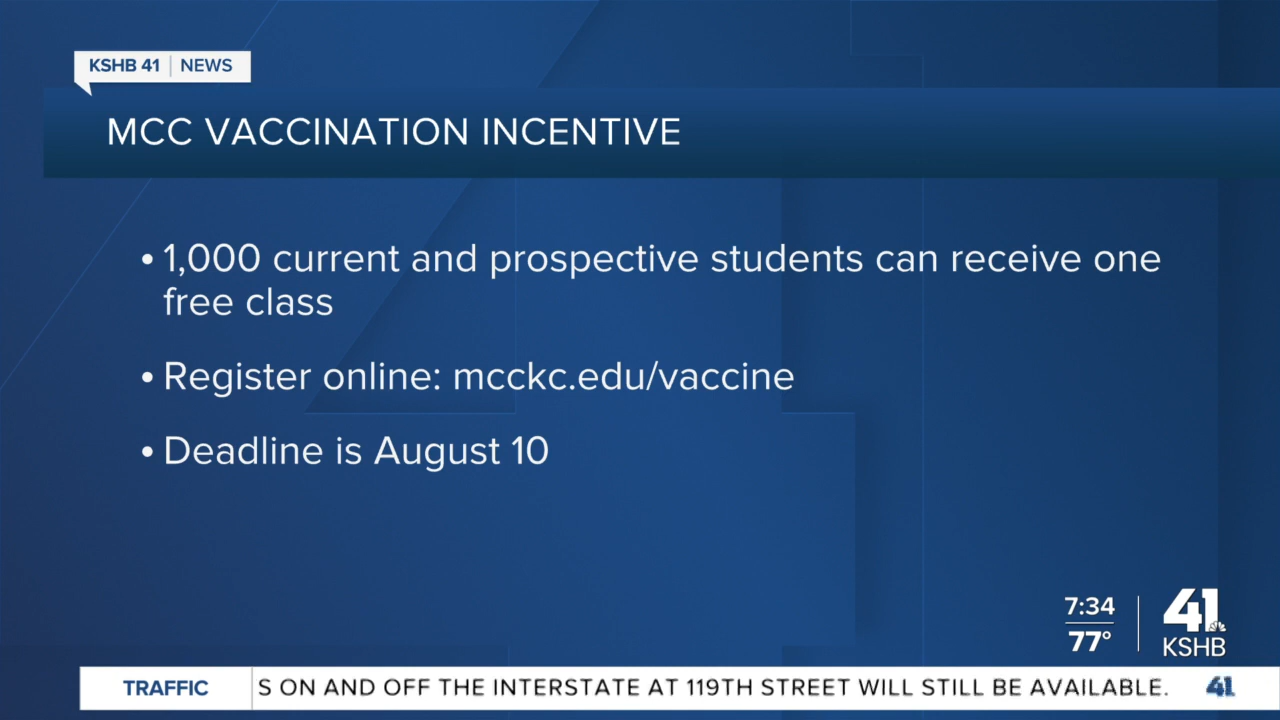 KSHB 41 | NEWS
MCC VACCINATION INCENTIVE
• 1,000 current and prospective students can receive one
free class
• Register online: mcckc.edu/vaccine
• Deadline is August 10
7:34
77°
41
KSHB
TRAFFIC
S ON AND OFF THE INTERSTATE AT 119TH STREET WILL STILL BE AVAILABLE.
41